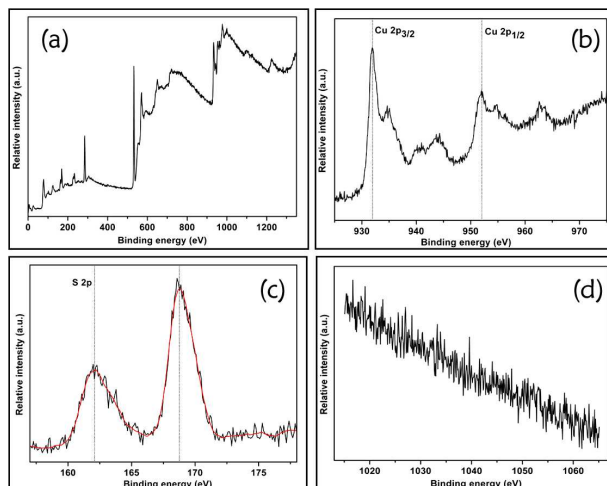 (a)
Relative intensity (a.u.)
0 200 400 600 800 1000 1200
Binding energy (eV)
Cu 2p3/2
Cu 2p1/2
(b)
Relative intensity (a.u.)
930 940 950 960 970
Binding energy (eV)
S 2p
(c)
Relative intensity (a.u.)
160 165 170 175
Binding energy (eV)
(d)
Relative intensity (a.u.)
1020 1030 1040 1050 1060
Binding energy (eV)